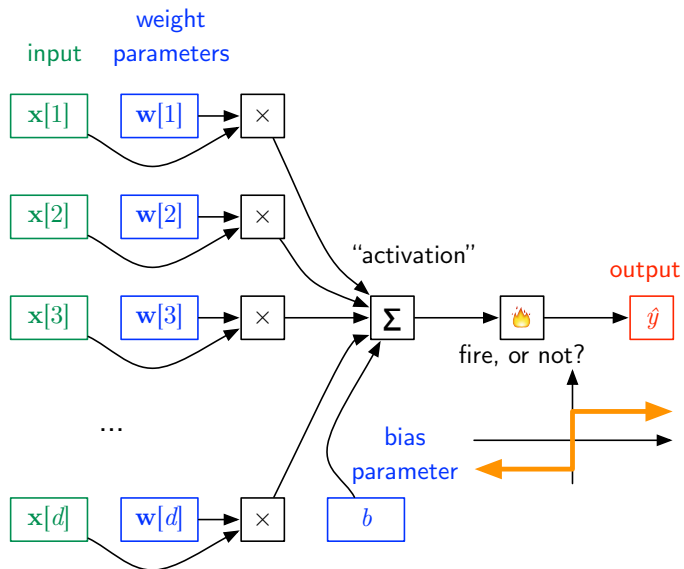 weight
input parameters
x[1] w[1] ×
x[2] w[2] ×
“activation”
output
x[3] w[3] × Σ ŷ
fire, or not?
...
bias
parameter
x[d] w[d] × b